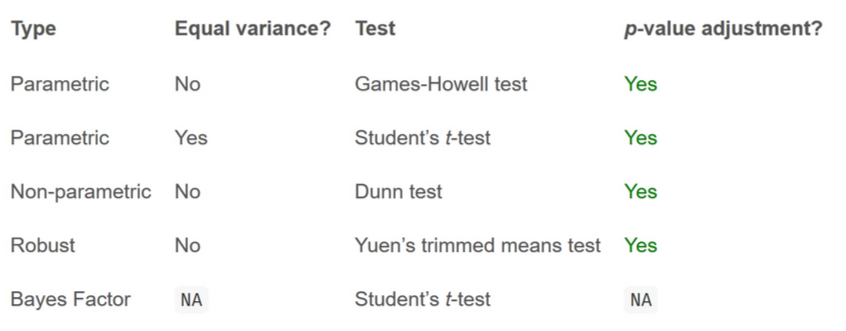 Type Equal variance? Test p-value adjustment?
Parametric No Games-Howell test Yes
Parametric Yes Student’s t-test Yes
Non-parametric No Dunn test Yes
Robust No Yuen’s trimmed means test Yes
Bayes Factor NA Student’s t-test NA